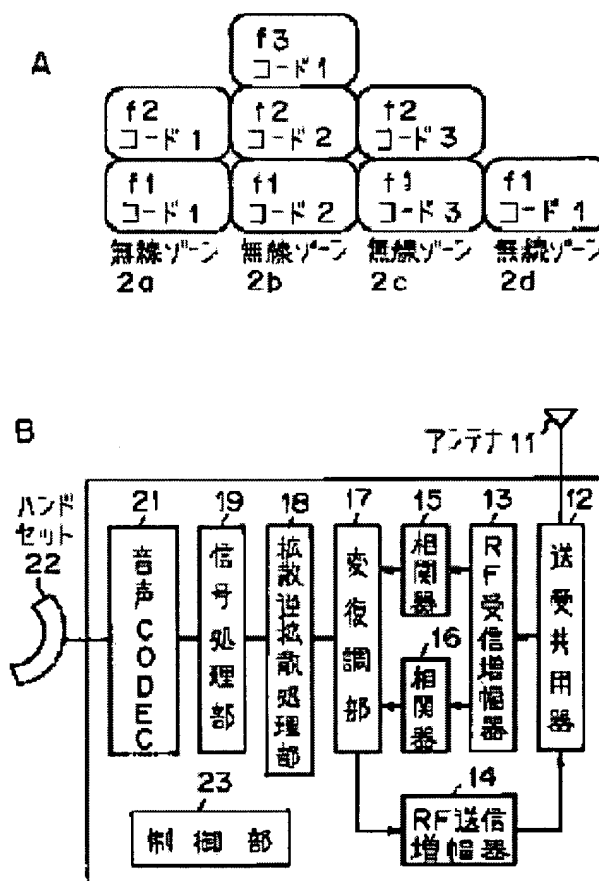 A
f3
コード1
f2
コード1
f2
コード2
f2
コード3
f1
コード1
f1
コード2
f1
コード3
f1
コード1
無線ゾーン
2a
無線ゾーン
2b
無線ゾーン
2c
無線ゾーン
2d
B
アンテナ11
ハンド
セット
22
21
音声CODEC
19
信号処理部
18
拡散逆拡散処理部
17
変復調部
15
相関器
16
相関器
13
RF受信増幅器
12
送受共用器
14
RF送信
増幅器
23
制御部